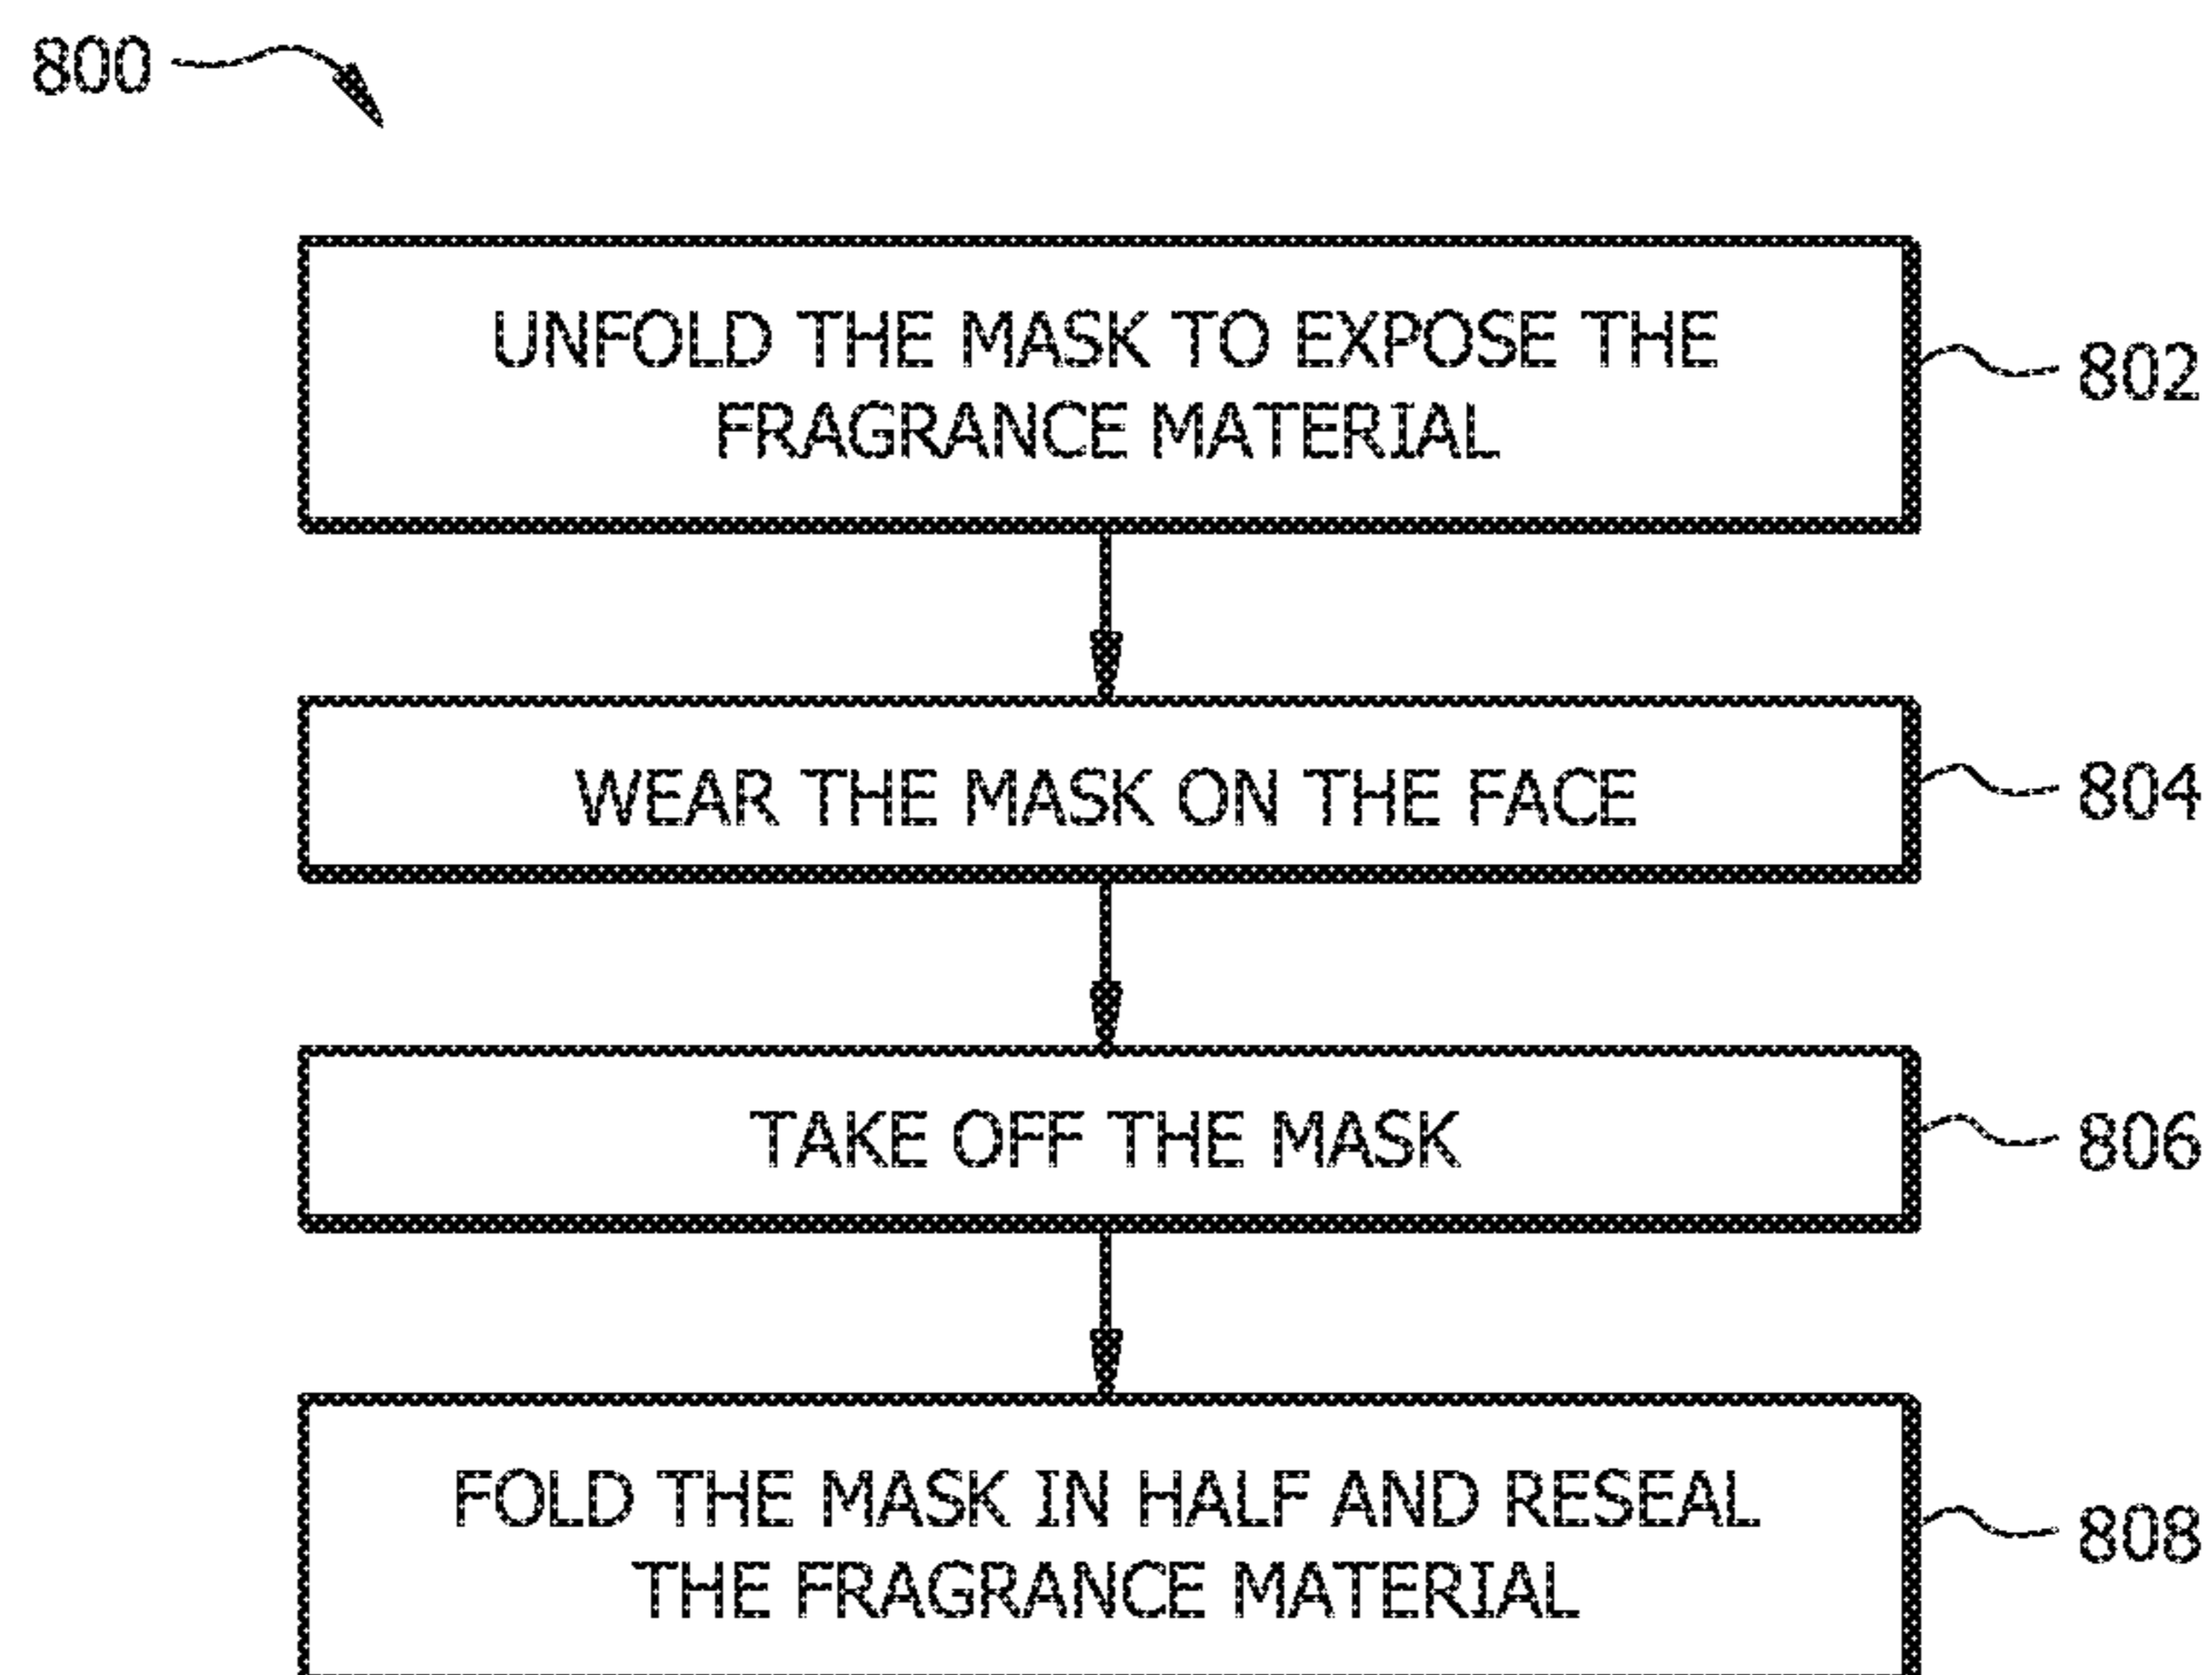 800
UNFOLD THE MASK TO EXPOSE THE
FRAGRANCE MATERIAL
802
WEAR THE MASK ON THE FACE
804
TAKE OFF THE MASK
806
FOLD THE MASK IN HALF AND RESEAL
THE FRAGRANCE MATERIAL
808